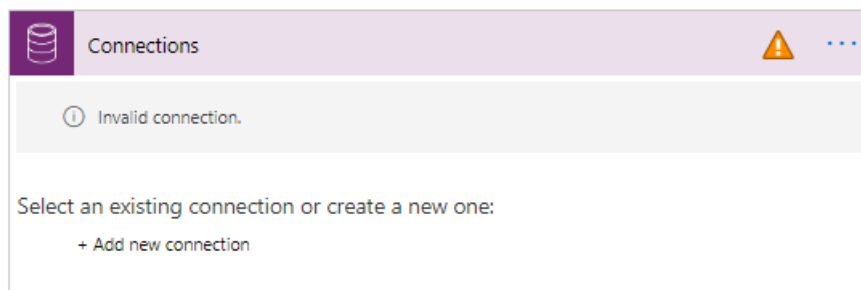 Connections
Invalid connection.
Select an existing connection or create a new one:
+ Add new connection